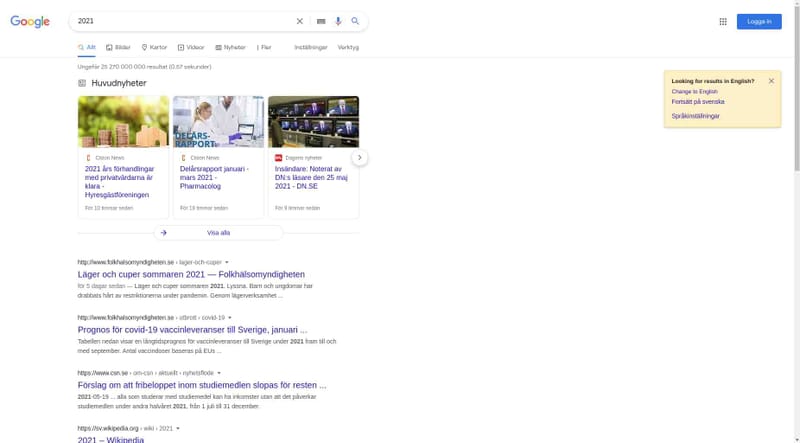 Google
2021
Logga in
Allt
Bilder
Kartor
Videor
Nyheter
Fler
Inställningar
Verktyg
Ungefär 25 270 000 000 resultat (0,67 sekunder)
Huvudnyheter
DELÅRS-
RAPPORT
Cision News
2021 års förhandlingar
med privatvärdarna är
klara -
Hyresgästföreningen
För 10 timmar sedan
Cision News
Delårsrapport januari -
mars 2021 -
Pharmacolog
För 19 timmar sedan
Dagens nyheter
Insändare: Noterat av
DN:s läsare den 25 maj
2021 - DN.SE
För 9 timmar sedan
Visa alla
http://www.folkhalsomyndigheten.se › lager-och-cuper
Läger och cuper sommaren 2021 — Folkhälsomyndigheten
för 5 dagar sedan — Läger och cuper sommaren 2021. Lyssna. Barn och ungdomar har
drabbats hårt av restriktionerna under pandemin. Genom lägerverksamhet ...
http://www.folkhalsomyndigheten.se › utbrott › covid-19
Prognos för covid-19 vaccinleveranser till Sverige, januari ...
Tabellen nedan visar en långtidsprognos för vaccinleveranser till Sverige under 2021 fram till och
med september. Antal vaccindoser baseras på EUs ...
https://www.csn.se › om-csn › aktuellt › nyhetsflode
Förslag om att fribeloppet inom studiemedlen slopas för resten ...
2021-05-19 ... alla som studerar med studiemedel kan ha inkomster utan att det påverkar
studiemedlen under andra halvåret 2021, från 1 juli till 31 december.
https://sv.wikipedia.org › wiki › 2021
2021 – Wikipedia
Looking for results in English?
Change to English
Fortsätt på svenska
Språkinställningar